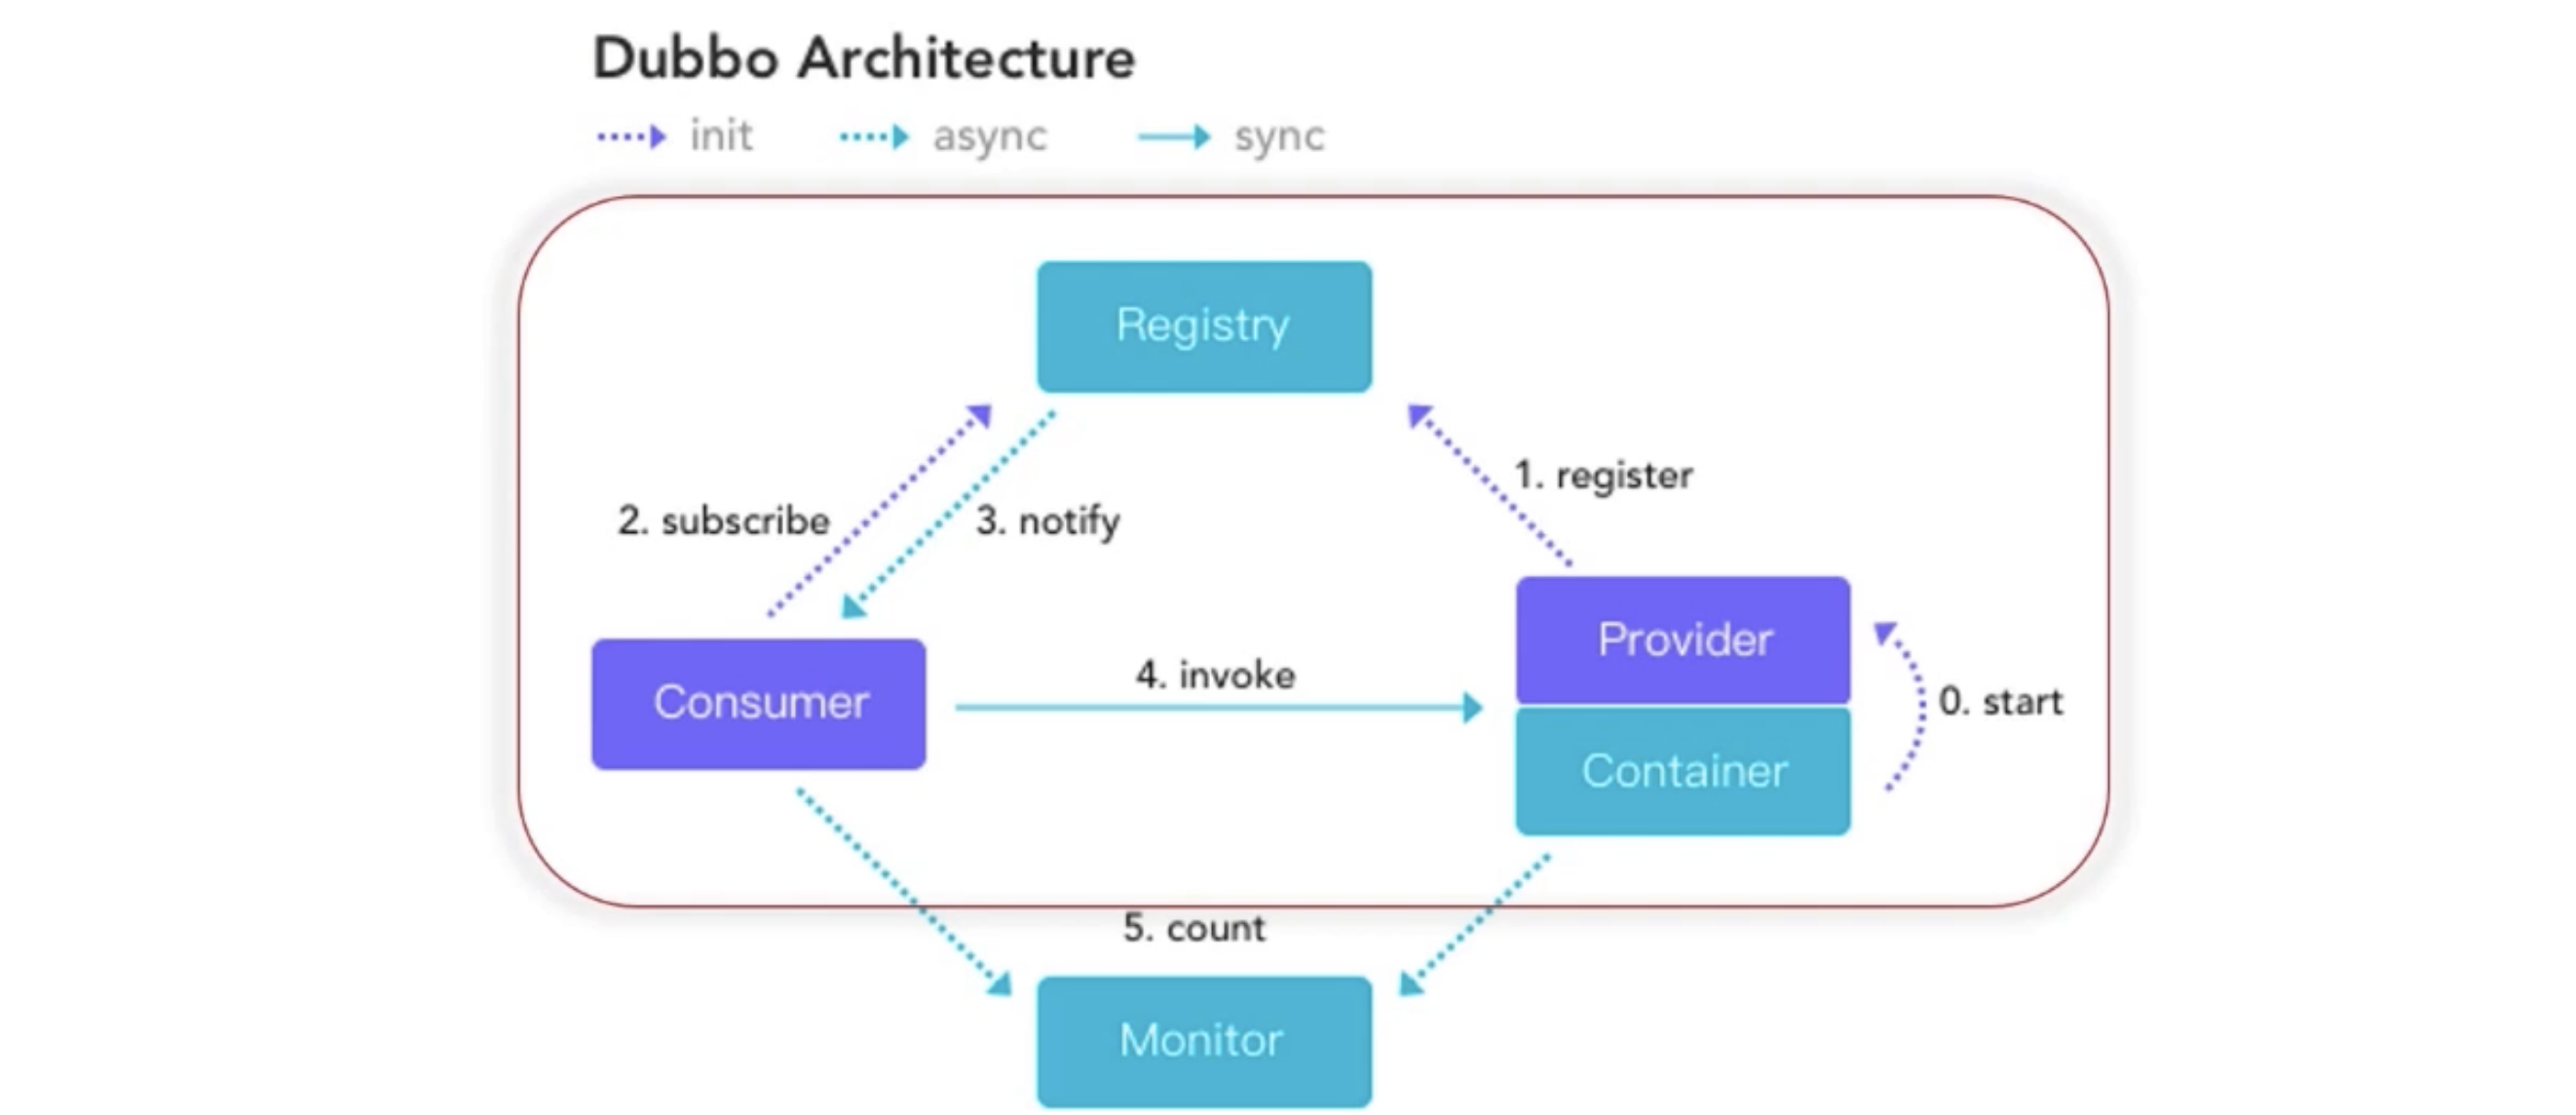 Dubbo Architecture
init async sync
Registry
1. register
2. subscribe
3. notify
Provider
4. invoke
Consumer
0. start
Container
5. count
Monitor